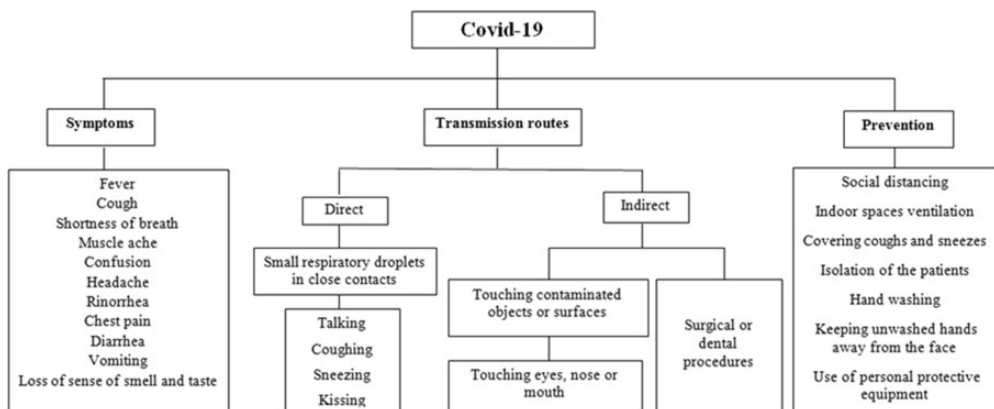 Covid-19
Symptoms
Fever
Cough
Shortness of breath
Muscle ache
Confusion
Headache
Rinorrhea
Chest pain
Diarrhea
Vomiting
Loss of sense of smell and taste
Transmission routes
Direct
Small respiratory droplets
in close contacts
Talking
Coughing
Sneezing
Kissing
Indirect
Touching contaminated
objects or surfaces
Touching eyes, nose or
mouth
Surgical or
dental
procedures
Prevention
Social distancing
Indoor spaces ventilation
Covering coughs and sneezes
Isolation of the patients
Hand washing
Keeping unwashed hands
away from the face
Use of personal protective
equipment